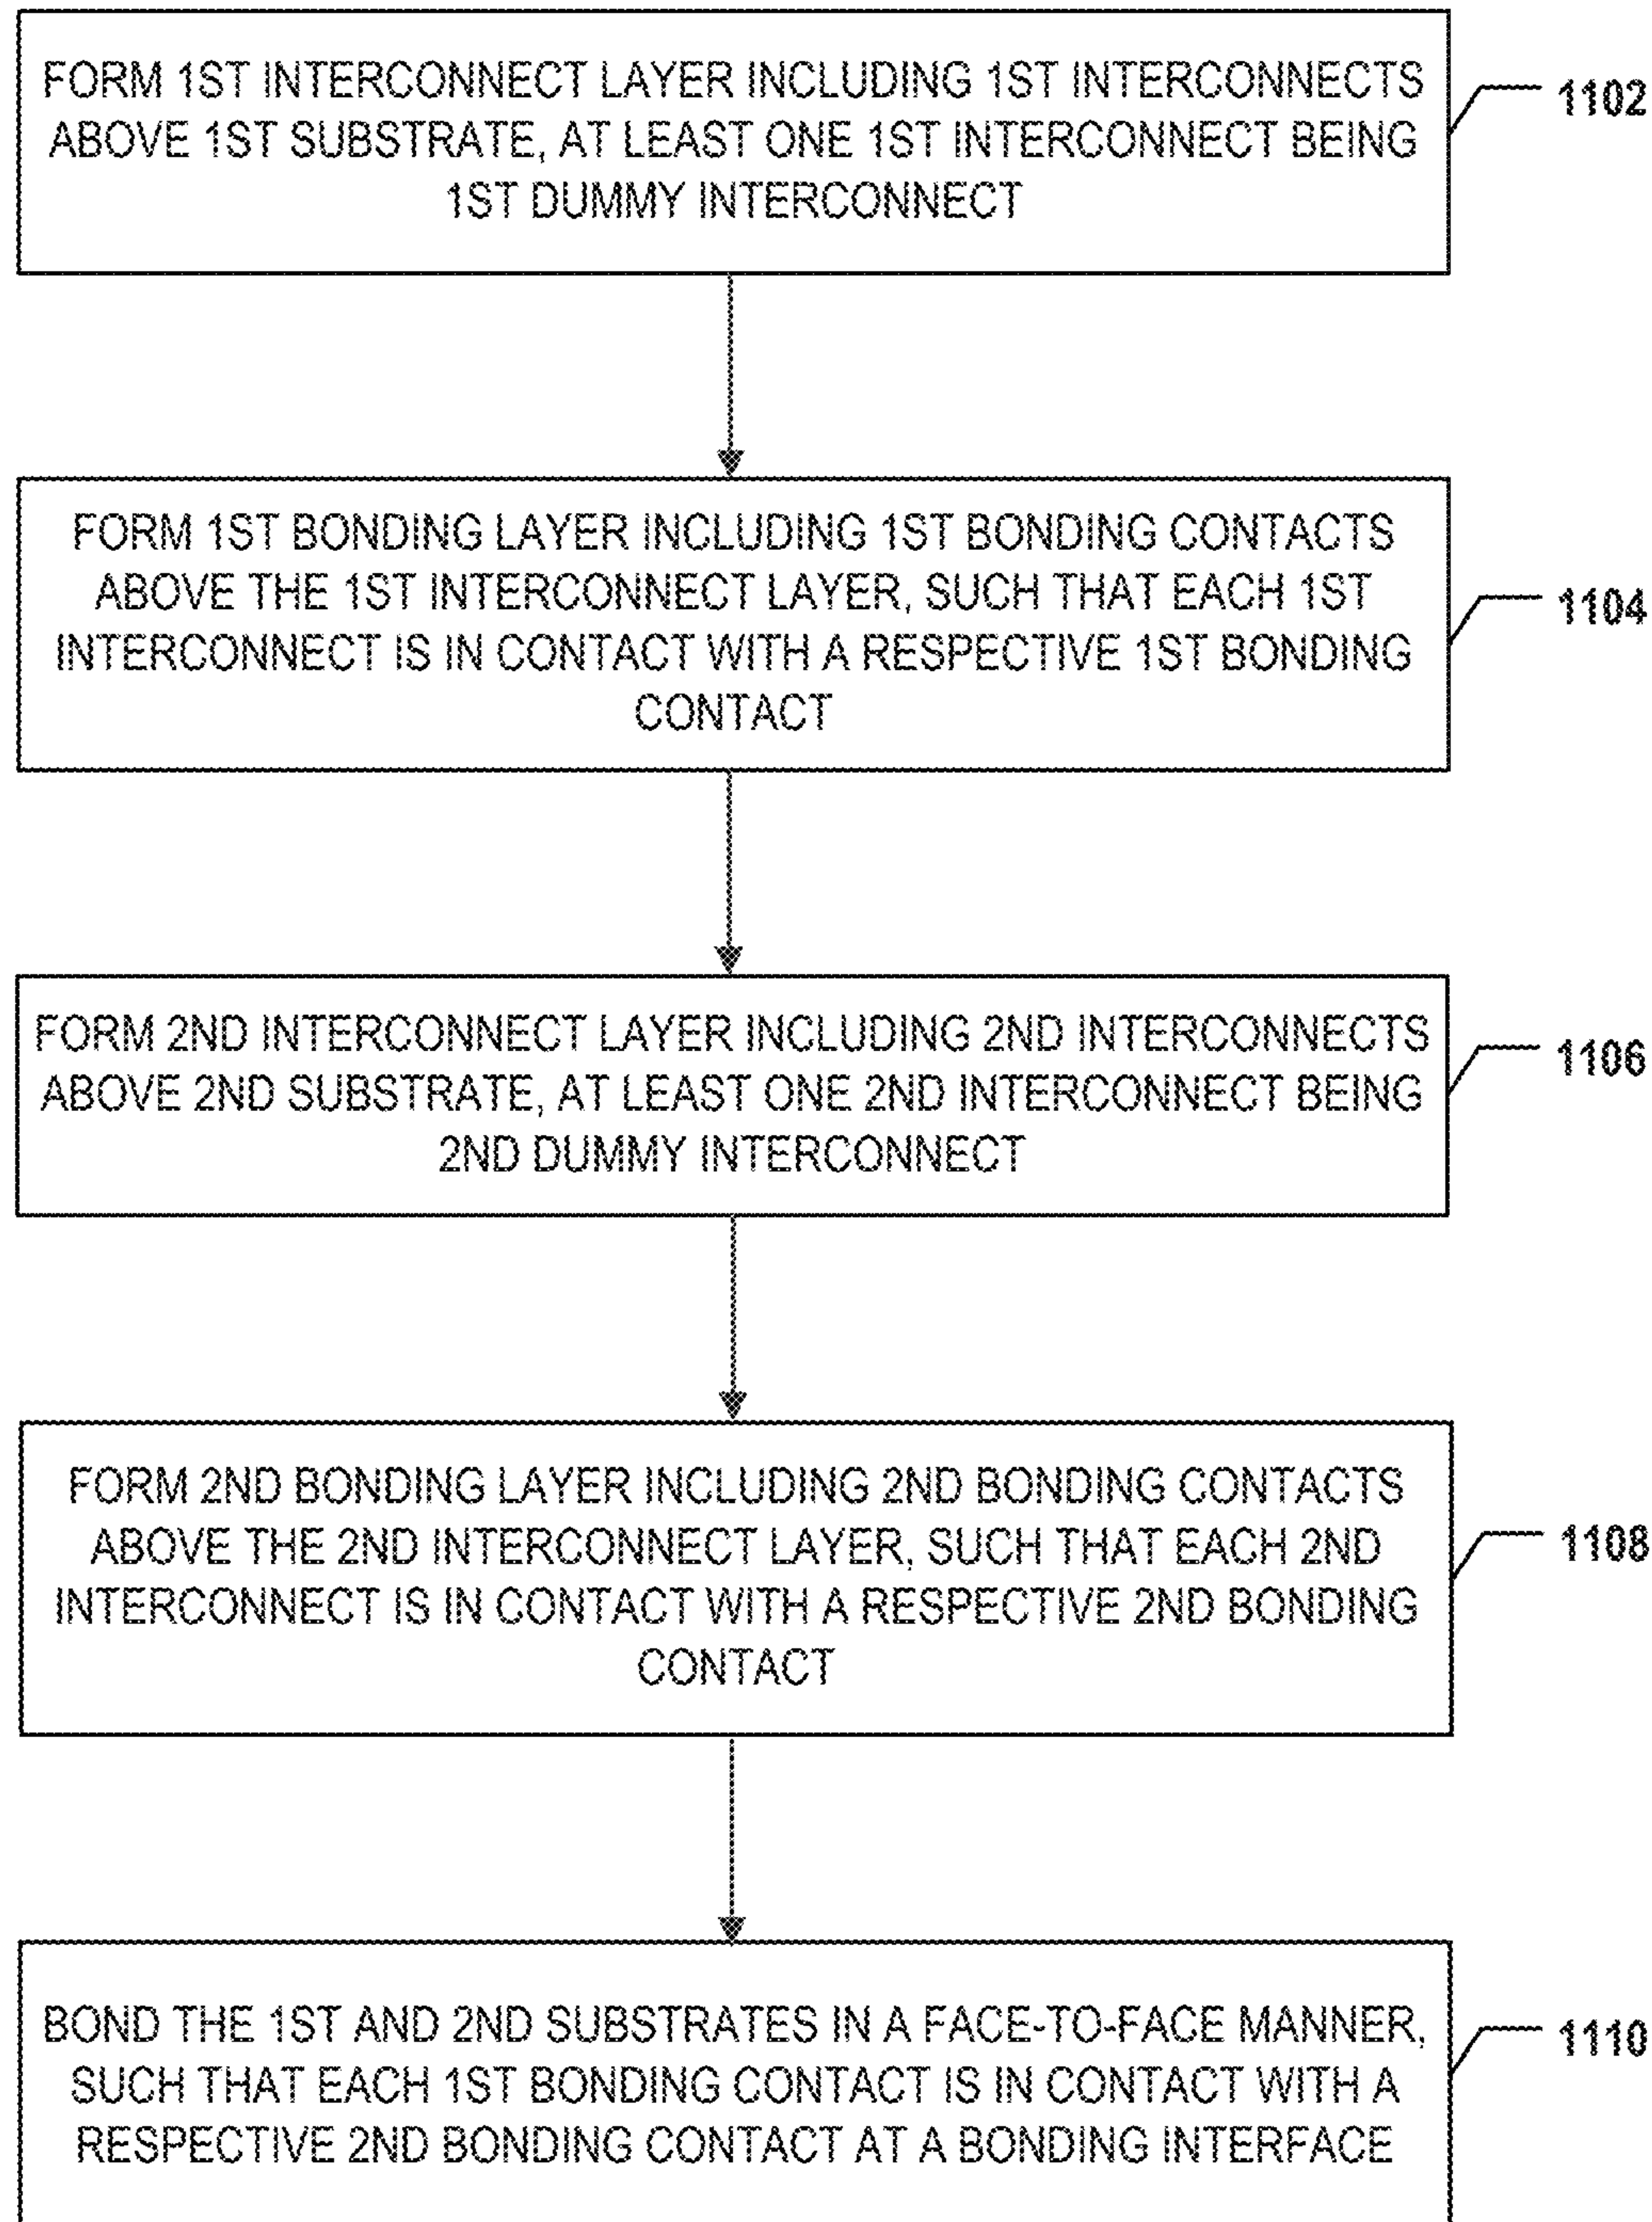 FORM 1ST INTERCONNECT LAYER INCLUDING 1ST INTERCONNECTS
ABOVE 1ST SUBSTRATE, AT LEAST ONE 1ST INTERCONNECT BEING
1ST DUMMY INTERCONNECT
1102
FORM 1ST BONDING LAYER INCLUDING 1ST BONDING CONTACTS
ABOVE THE 1ST INTERCONNECT LAYER, SUCH THAT EACH 1ST
INTERCONNECT IS IN CONTACT WITH A RESPECTIVE 1ST BONDING
CONTACT
1104
FORM 2ND INTERCONNECT LAYER INCLUDING 2ND INTERCONNECTS
ABOVE 2ND SUBSTRATE, AT LEAST ONE 2ND INTERCONNECT BEING
2ND DUMMY INTERCONNECT
1106
FORM 2ND BONDING LAYER INCLUDING 2ND BONDING CONTACTS
ABOVE THE 2ND INTERCONNECT LAYER, SUCH THAT EACH 2ND
INTERCONNECT IS IN CONTACT WITH A RESPECTIVE 2ND BONDING
CONTACT
1108
BOND THE 1ST AND 2ND SUBSTRATES IN A FACE-TO-FACE MANNER,
SUCH THAT EACH 1ST BONDING CONTACT IS IN CONTACT WITH A
RESPECTIVE 2ND BONDING CONTACT AT A BONDING INTERFACE
1110